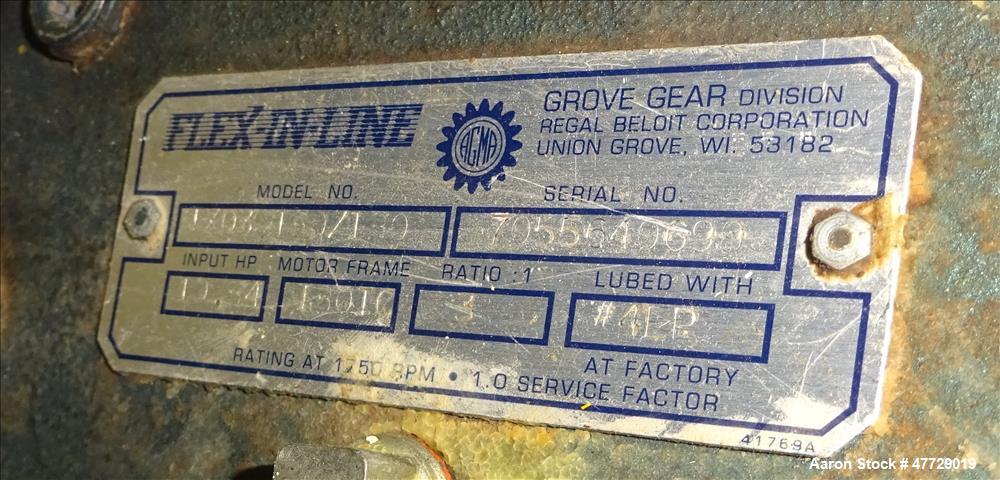 FLEX-IN-LINE
AGMA
GROVE GEAR DIVISION
REGAL BELOIT CORPORATION
UNION GROVE, WI. 53182
MODEL NO.
SERIAL NO.
INPUT HP
MOTOR FRAME
RATIO :1
LUBED WITH
#4EP
AT FACTORY
RATING AT 1750 RPM • 1.0 SERVICE FACTOR
41769A
Aaron Stock # 47729019